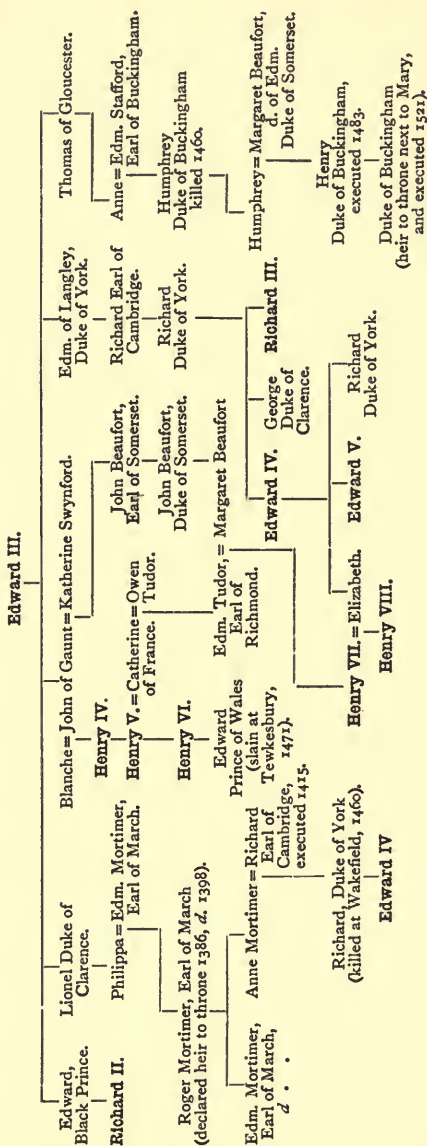 Edward III.
Edward,
Black Prince.
Richard II.
Lionel Duke of
Clarence.
Philippa = Edm. Mortimer,
Earl of March.
Roger Mortimer, Earl of March
(declared heir to throne 1386, d. 1398).
Edm. Mortimer,
Earl of March,
d . .
Anne Mortimer = Richard
Earl of
Cambridge,
executed 1415.
Richard, Duke of York
(killed at Wakefield, 1460).
Edward IV
Blanche = John of Gaunt = Katherine Swynford.
Henry IV.
Henry V. = Catherine = Owen
of France. Tudor.
Henry VI.
Edward
Prince of Wales
(slain at
Tewkesbury,
1471).
John Beaufort,
Earl of Somerset.
John Beaufort,
Duke of Somerset.
Edm. Tudor, = Margaret Beaufort
Earl of
Richmond.
Henry VII. = Elizabeth.
Henry VIII.
Edm. of Langley,
Duke of York.
Richard Earl of
Cambridge.
Richard
Duke of York.
Edward IV.
George
Duke of
Clarence.
Richard III.
Edward V.
Richard
Duke of York.
Thomas of Gloucester.
Anne = Edm. Stafford,
Earl of Buckingham.
Humphrey
Duke of Buckingham
killed 1460.
Humphrey = Margaret Beaufort,
d. of Edm.
Duke of Somerset.
Henry
Duke of Buckingham,
executed 1483.
Duke of Buckingham
(heir to throne next to Mary,
and executed 1521).